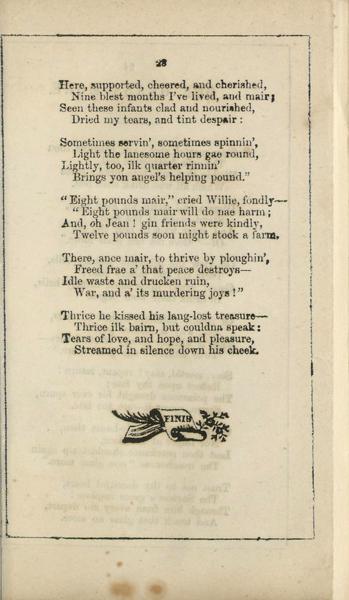 28
Here, supported, cheered, and cherished,
Nine blest months I've lived, and mair;
Seen these infants clad and nourished,
Dried my tears, and tint despair:
Sometimes servin', sometimes spinnin',
Light the lanesome hours gae round,
Lightly, too, ilk quarter rinnin'
Brings yon angel's helping pound."
"Eight pounds mair," cried Willie, fondly—
"Eight pounds mair will do nae harm;
And, oh Jean! gin friends were kindly,
Twelve pounds soon might stock a farm.
There, ance mair, to thrive by ploughin',
Freed frae a' that peace destroys—
Idle waste and drucken ruin,
War, and a' its murdering joys!"
Thrice he kissed his lang-lost treasure—
Thrice ilk bairn, but couldna speak:
Tears of love, and hope, and pleasure,
Streamed in silence down his cheek.
FINIS